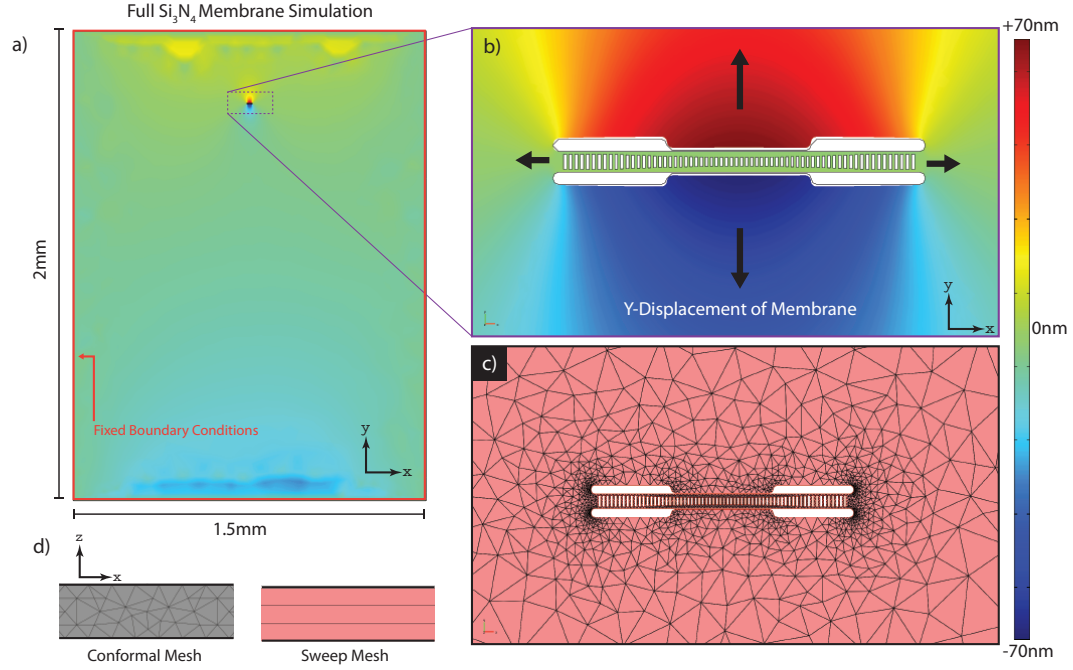 Full Si₃N₄ Membrane Simulation
a)
2mm
Fixed Boundary Conditions
y
x
1.5mm
b)
Y-Displacement of Membrane
y
x
+70nm
0nm
-70nm
c)
d)
z
x
Conformal Mesh
Sweep Mesh